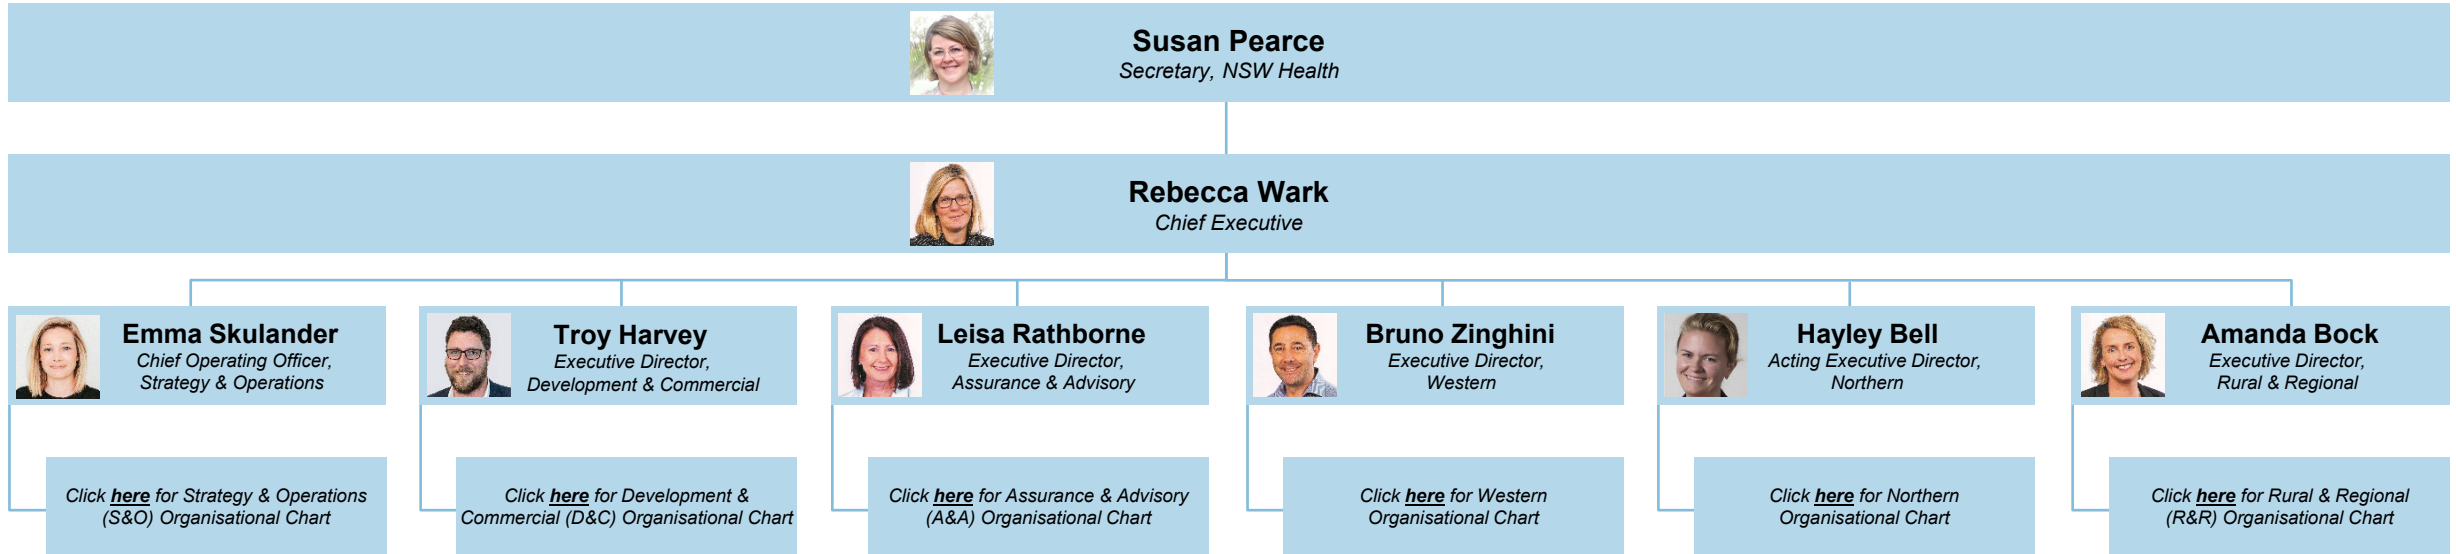 Susan Pearce
Secretary, NSW Health
Rebecca Wark
Chief Executive
Emma Skulander
Chief Operating Officer,
Strategy & Operations
Troy Harvey
Executive Director,
Development & Commercial
Leisa Rathborne
Executive Director,
Assurance & Advisory
Bruno Zinghini
Executive Director,
Western
Hayley Bell
Acting Executive Director,
Northern
Amanda Bock
Executive Director,
Rural & Regional
Click here for Strategy & Operations
(S&O) Organisational Chart
Click here for Development &
Commercial (D&C) Organisational Chart
Click here for Assurance & Advisory
(A&A) Organisational Chart
Click here for Western
Organisational Chart
Click here for Northern
Organisational Chart
Click here for Rural & Regional
(R&R) Organisational Chart